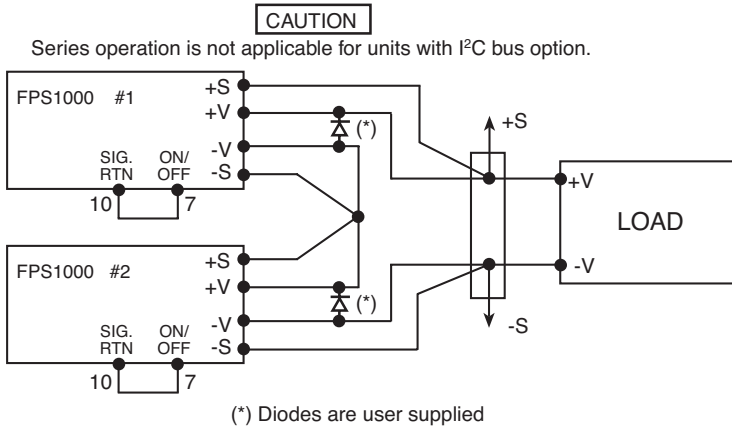 CAUTION
Series operation is not applicable for units with I²C bus option.
FPS1000 #1
+S
+V
-V
-S
SIG.
RTN
ON/
OFF
10
7
(*)
+S
+V
-V
LOAD
-S
FPS1000 #2
+S
+V
-V
-S
SIG.
RTN
ON/
OFF
10
7
(*)
(*) Diodes are user supplied